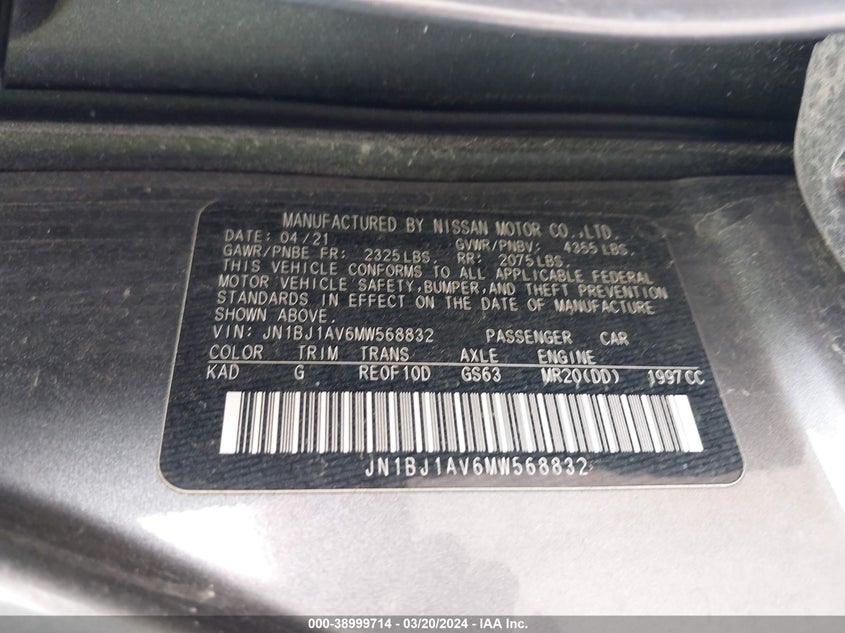 MANUFACTURED BY NISSAN MOTOR CO.,LTD.
DATE: 04/21 GVWR/PNBV: 4355 LBS.
GAWR/PNBE FR: 2325LBS. RR: 2075LBS.
THIS VEHICLE CONFORMS TO ALL APPLICABLE FEDERAL
MOTOR VEHICLE SAFETY,BUMPER,AND THEFT PREVENTION
STANDARDS IN EFFECT ON THE DATE OF MANUFACTURE
SHOWN ABOVE.
VIN: JN1BJ1AV6MW568832 PASSENGER CAR
COLOR TRIM TRANS AXLE ENGINE
KAD G RE0F10D GS63 MR20(DD) 1997CC
JN1BJ1AV6MW568832
000-38999714 - 03/20/2024 - IAA Inc.